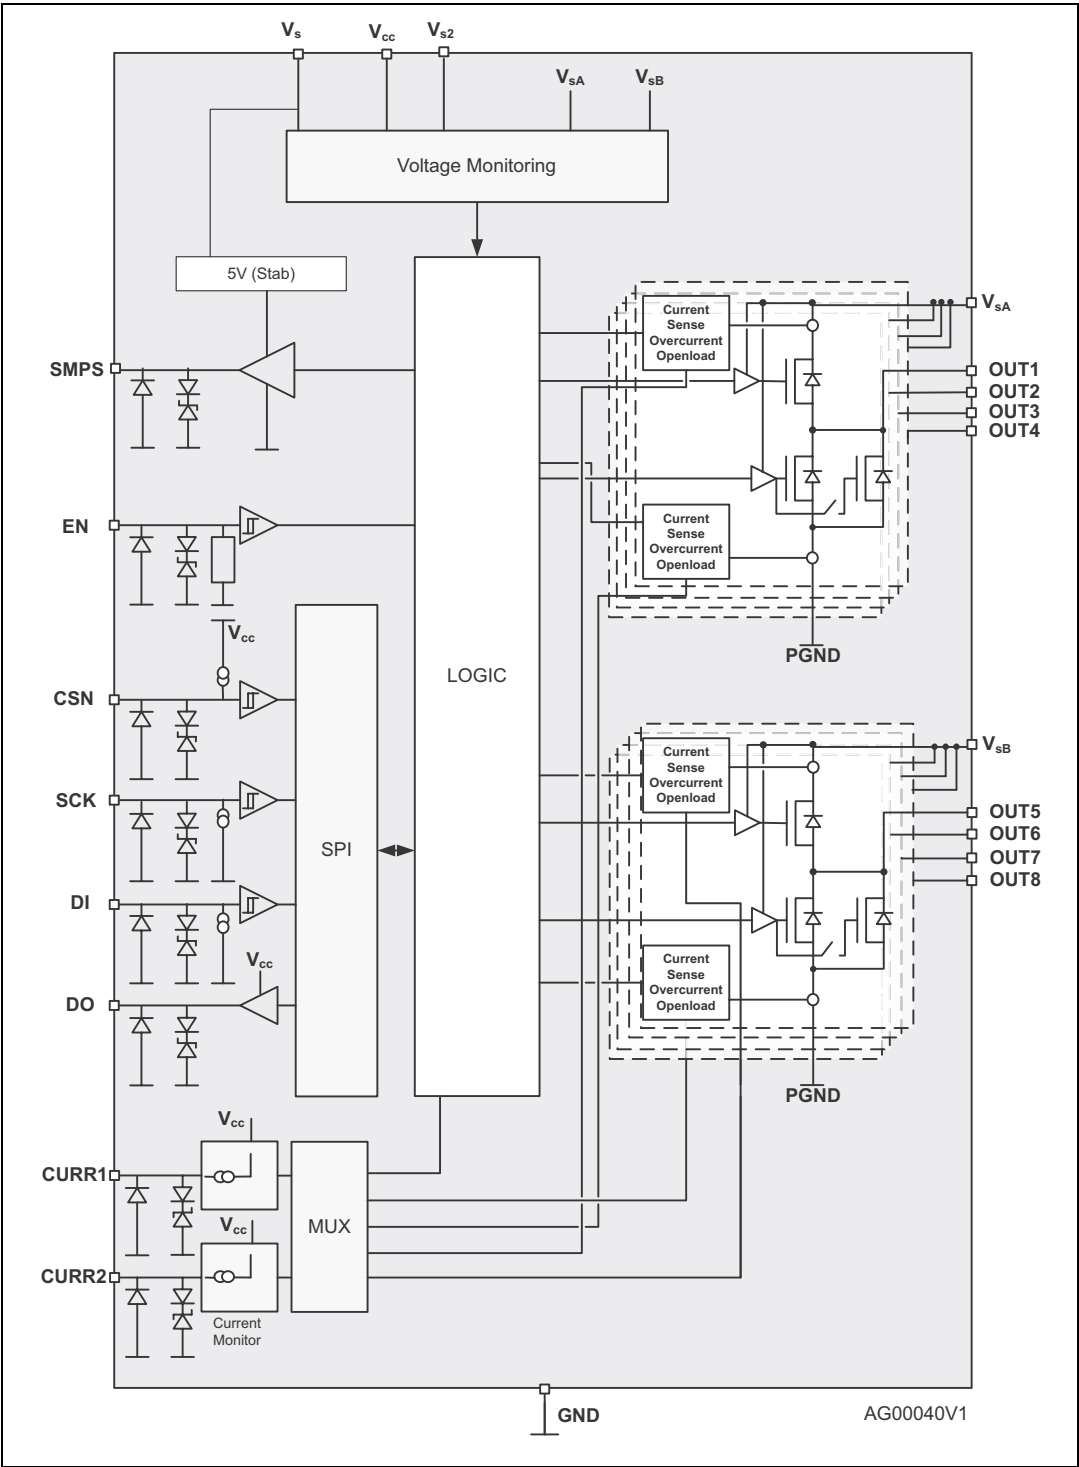 Vs Vcc Vs2
VsA VsB
Voltage Monitoring
5V (Stab)
SMPS
EN
Vcc
CSN
SCK
DI
Vcc
DO
SPI
LOGIC
Current
Sense
Overcurrent
Openload
Current
Sense
Overcurrent
Openload
VsA
OUT1
OUT2
OUT3
OUT4
PGND
Current
Sense
Overcurrent
Openload
Current
Sense
Overcurrent
Openload
VsB
OUT5
OUT6
OUT7
OUT8
PGND
Vcc
CURR1
Vcc
CURR2
MUX
Current
Monitor
GND
AG00040V1